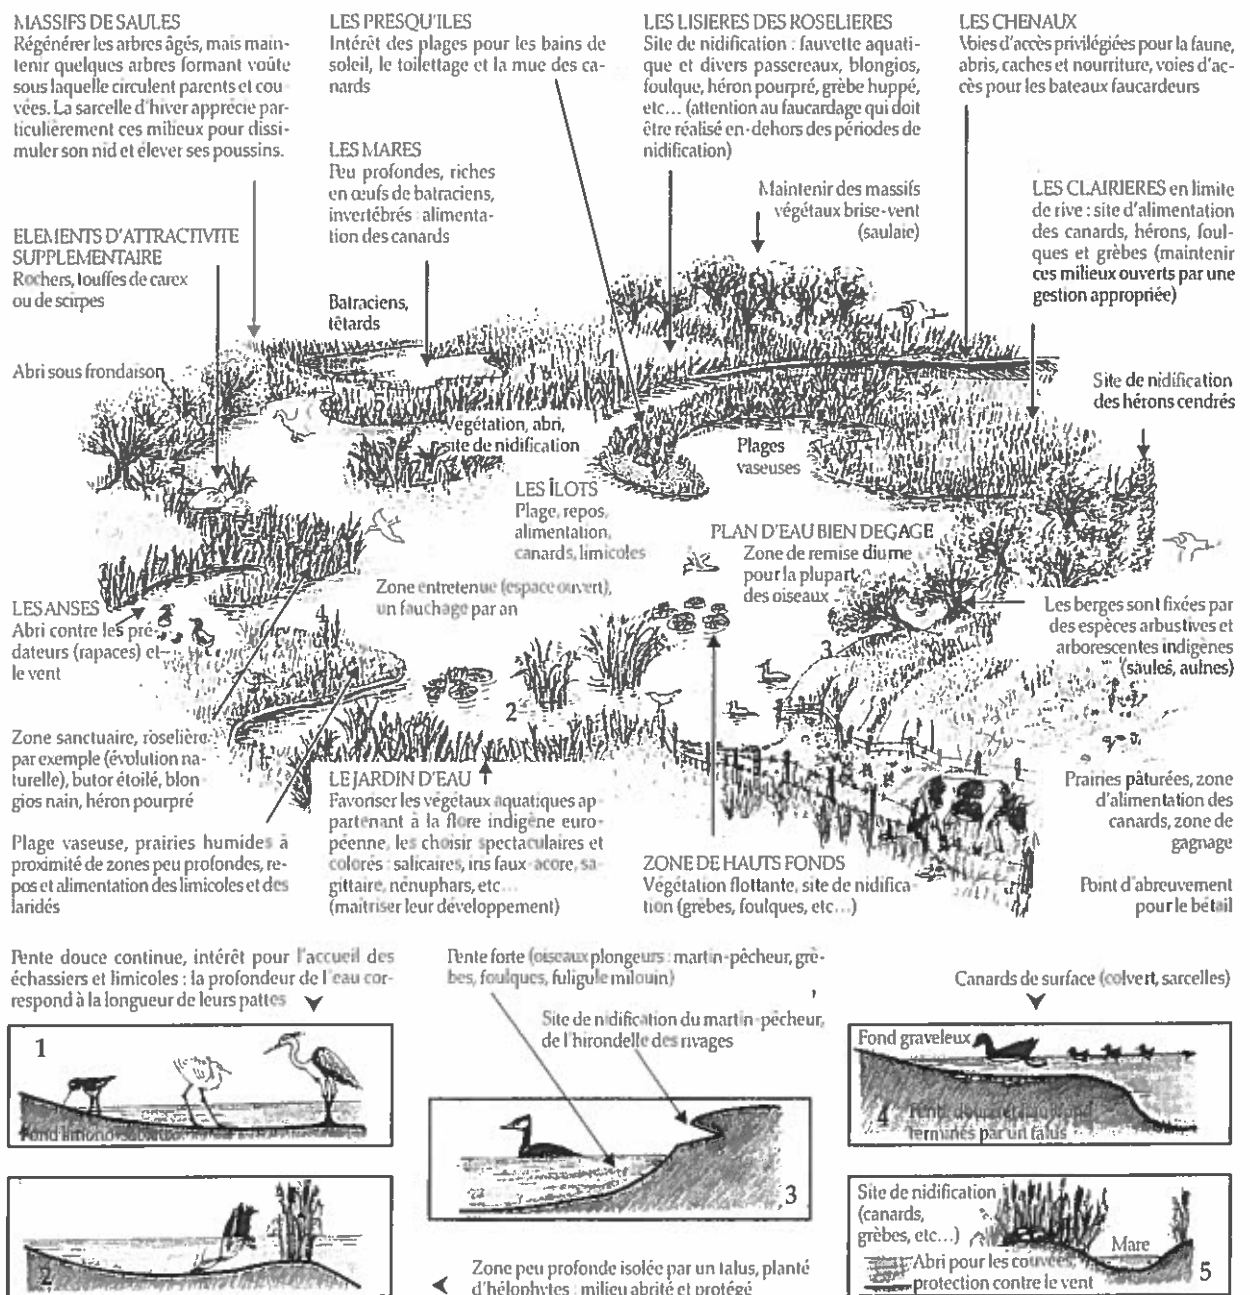 MASSIFS DE SAULES
Régénérer les arbres âgés, mais main-
tenir quelques arbres formant voûte
sous laquelle circulent parents et cou
vées. La sarcelle d'hiver apprécie par-
ticulièrement ces milieux pour dissi-
muler son nid et élever ses poussins.
LES PRESQU'ILES
Intérêt des plages pour les bains de
soleil, le toilettage et la mue des ca-
nards
LES LISIERES DES ROSELIERES
Site de nidification : fauvette aquati-
que et divers passereaux, blongios,
foulque, héron pourpré, grèbe huppé,
etc... (attention au faucardage qui doit
être réalisé en-dehors des périodes de
nidification)
LES CHENAUX
Voies d'accès privilégiées pour la faune,
abris, caches et nourriture, voies d'ac-
cès pour les bateaux faucardeurs
LES MARES
Peu profondes, riches
en œufs de batraciens,
invertébrés : alimenta-
tion des canards
Maintenir des massifs
végétaux brise-vent
(saulaie)
LES CLAIRIERES en limite
de rive : site d'alimentation
des canards, hérons, foul-
ques et grèbes (maintenir
ces milieux ouverts par une
gestion appropriée)
ELEMENTS D'ATTRACTIVITE
SUPPLEMENTAIRE
Rochers, touffes de carex
ou de scirpes
Batraciens,
têtards
Abri sous frondaison
Site de nidification
des hérons cendrés
Végétation, abri,
site de nidification
Plages
vaseuses
LES ÎLOTS
Plage, repos,
alimentation,
canards, limicoles
PLAN D'EAU BIEN DEGAGE
Zone de remise diurne
pour la plupart
des oiseaux
Zone entretenue (espace ouvert),
un fauchage par an
LES ANSES
Abri contre les pré-
dateurs (rapaces) et
le vent
4
Les berges sont fixées par
des espèces arbustives et
arborescentes indigènes
(saules, aulnes)
3
2
Zone sanctuaire, roselière
par exemple (évolution na-
turelle), butor étoilé, blon
gios nain, héron pourpré
LE JARDIN D'EAU
Favoriser les végétaux aquatiques ap
partenant à la flore indigène euro-
péenne, les choisir spectaculaires et
colorés : salicaires, iris faux-acore, sa-
gittaire, nénuphars, etc...
(maîtriser leur développement)
Prairies pâturées, zone
d'alimentation des
canards, zone de
gagnage
Plage vaseuse, prairies humides à
proximité de zones peu profondes, re-
pos et alimentation des limicoles et des
laridés
ZONE DE HAUTS FONDS
Végétation flottante, site de nidifica-
tion (grèbes, foulques, etc...)
Point d'abreuvement
pour le bétail
Pente douce continue, intérêt pour l'accueil des
échassiers et limicoles : la profondeur de l'eau cor-
respond à la longueur de leurs pattes
Pente forte (oiseaux plongeurs : martin-pêcheur, grè-
bes, foulques, fuligule milouin)
Canards de surface (colvert, sarcelles)
Site de nidification du martin-pêcheur,
de l'hirondelle des rivages
1
Fond
Fond graveleux
4
terminés par un talus
3
2
Site de nidification
(canards,
grèbes, etc...)
Mare
Abri pour les couvées,
protection contre le vent
5
Zone peu profonde isolée par un talus, planté
d'hélophytes : milieu abrité et protégé